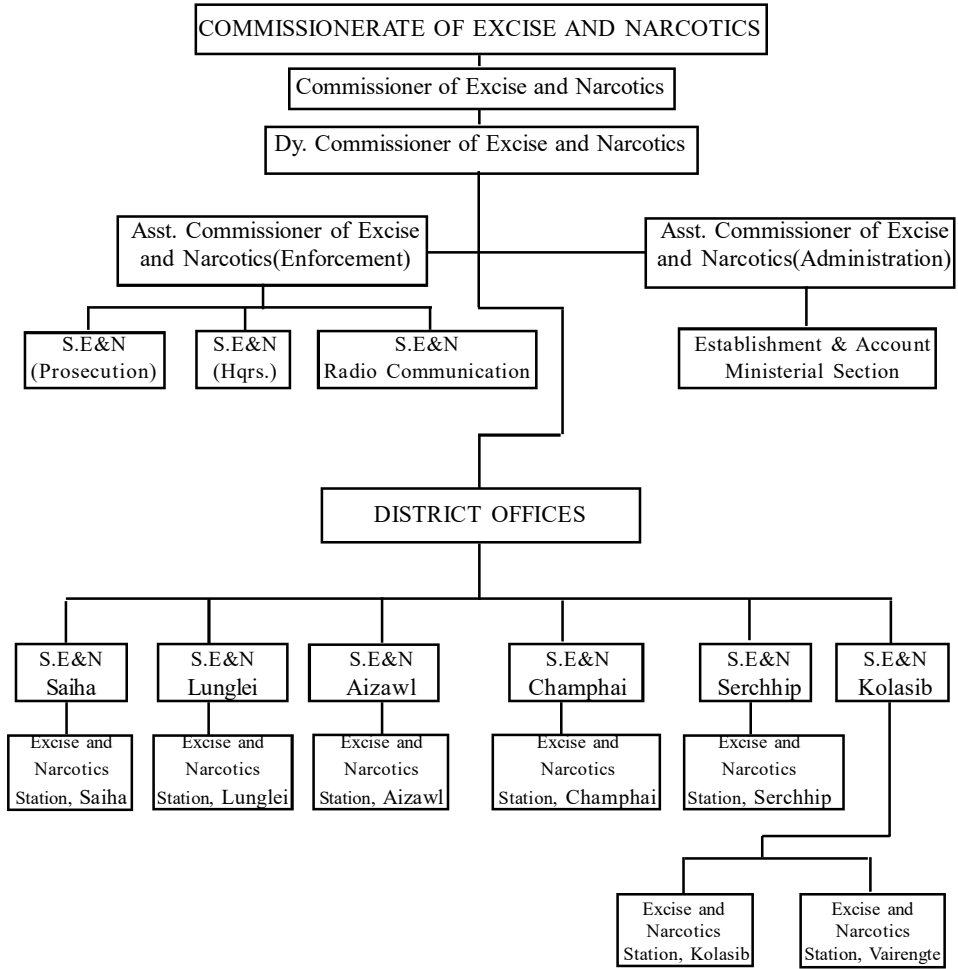 COMMISSIONERATE OF EXCISE AND NARCOTICS
Commissioner of Excise and Narcotics
Dy. Commissioner of Excise and Narcotics
Asst. Commissioner of Excise
and Narcotics(Enforcement)
Asst. Commissioner of Excise
and Narcotics(Administration)
S.E&N
(Prosecution)
S.E&N
(Hqrs.)
S.E&N
Radio Communication
Establishment & Account
Ministerial Section
DISTRICT OFFICES
S.E&N
Saiha
S.E&N
Lunglei
S.E&N
Aizawl
S.E&N
Champhai
S.E&N
Serchhip
S.E&N
Kolasib
Excise and
Narcotics
Station, Saiha
Excise and
Narcotics
Station, Lunglei
Excise and
Narcotics
Station, Aizawl
Excise and
Narcotics
Station, Champhai
Excise and
Narcotics
Station, Serchhip
Excise and
Narcotics
Station, Kolasib
Excise and
Narcotics
Station, Vairengte